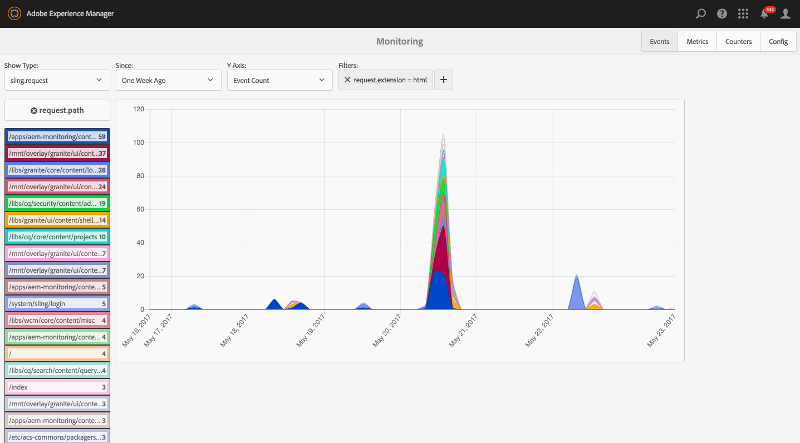 Adobe Experience Manager
Monitoring
Events
Metrics
Counters
Config
Show Type:
sling.request
Since:
One Week Ago
Y-Axis:
Event Count
Filters:
request.extension = html
request.path
/apps/aem-monitoring/cont... 59
/mnt/overlay/granite/ui/cont... 37
/libs/granite/core/content/lo... 28
/mnt/overlay/granite/ui/con... 24
/libs/cq/security/content/ad... 19
/libs/granite/ui/content/shell... 14
/libs/cq/core/content/projects 10
/mnt/overlay/granite/ui/conte... 7
/mnt/overlay/granite/ui/conte... 7
/apps/aem-monitoring/conte... 5
/system/sling/login 5
/libs/wcm/core/content/misc 4
/apps/aem-monitoring/conte... 4
/ 4
/libs/cq/search/content/query... 4
/index 3
/mnt/overlay/granite/ui/conte... 3
/apps/aem-monitoring/conte... 3
/etc/acs-commons/packagers... 3
120
100
80
60
40
20
0
May 16, 2017
May 17, 2017
May 18, 2017
May 19, 2017
May 20, 2017
May 21, 2017
May 22, 2017
May 23, 2017